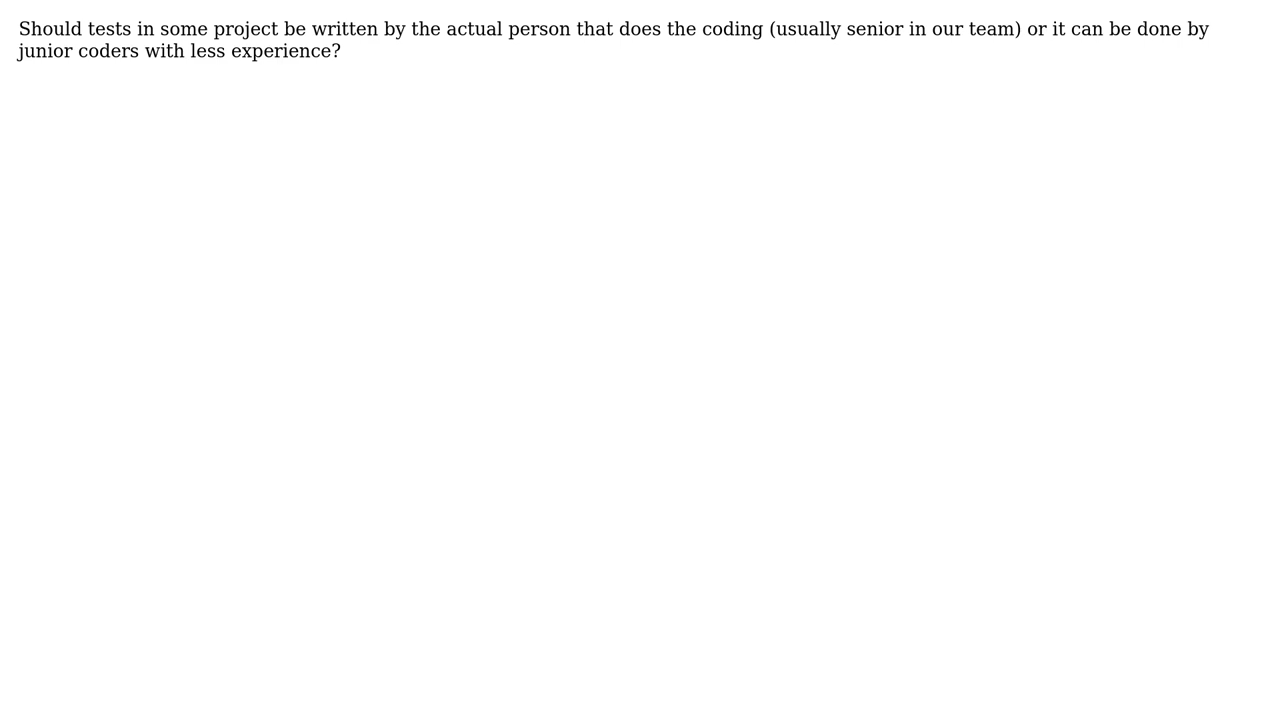 Should tests in some project be written by the actual person that does the coding (usually senior in our team) or it can be done by
junior coders with less experience?